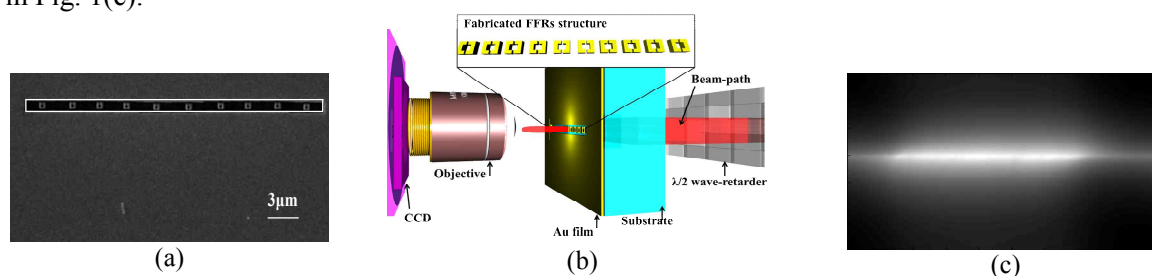 in Fig. 1(c).
Fabricated FFRs structure
Beam-path
Objective
λ/2 wave-retarder
3μm
CCD
Substrate
Au film
(a)
(b)
(c)